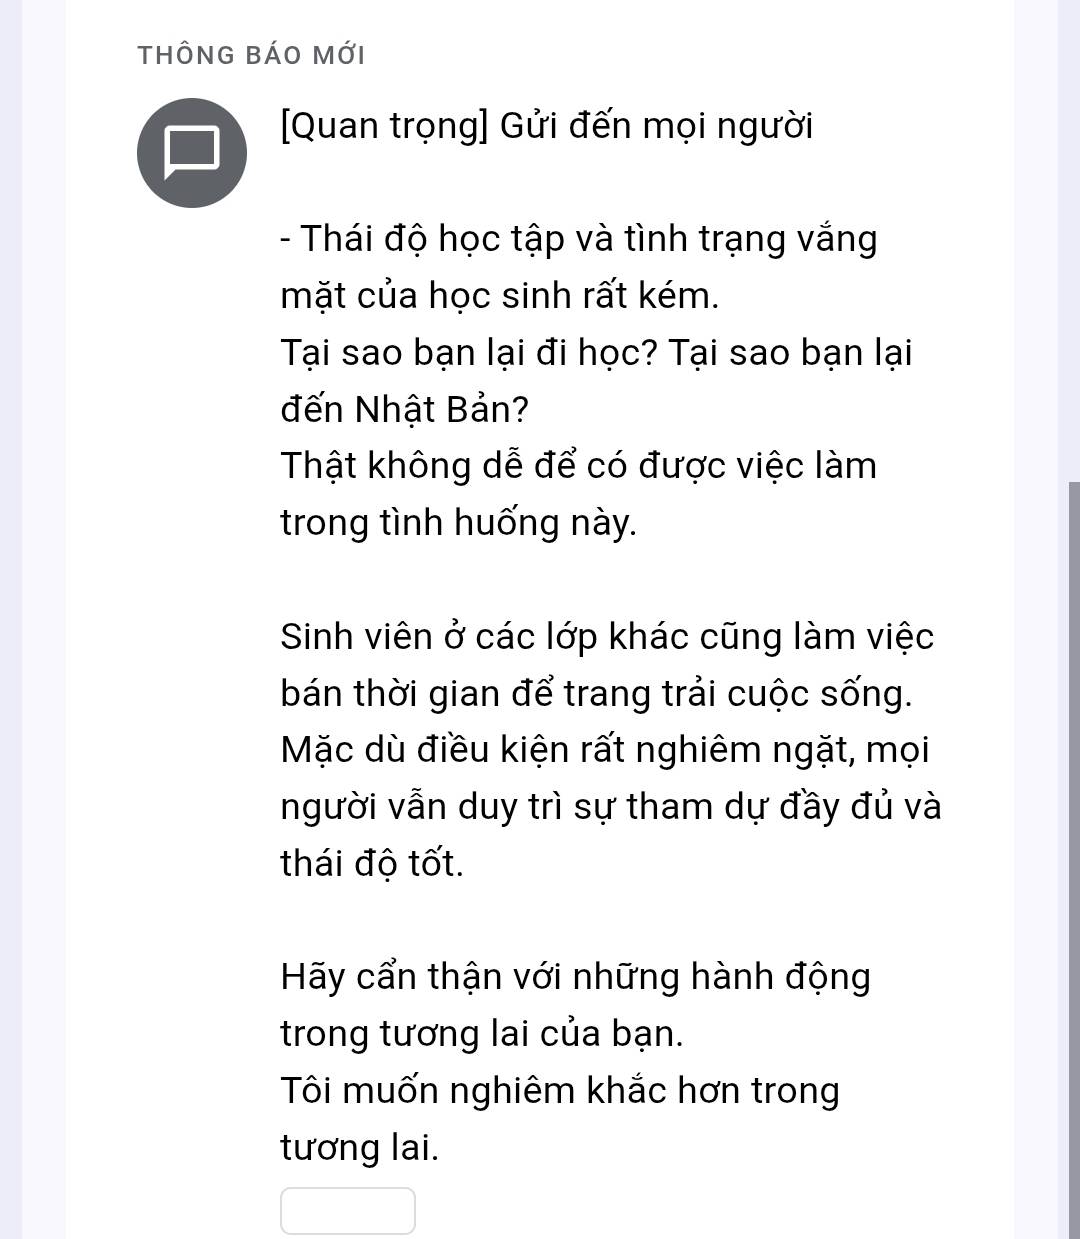 THÔNG BÁO MỚI
[Quan trọng] Gửi đến mọi người
- Thái độ học tập và tình trạng vắng
mặt của học sinh rất kém.
Tại sao bạn lại đi học? Tại sao bạn lại
đến Nhật Bản?
Thật không dễ để có được việc làm
trong tình huống này.
Sinh viên ở các lớp khác cũng làm việc
bán thời gian để trang trải cuộc sống.
Mặc dù điều kiện rất nghiêm ngặt, mọi
người vẫn duy trì sự tham dự đầy đủ và
thái độ tốt.
Hãy cẩn thận với những hành động
trong tương lai của bạn.
Tôi muốn nghiêm khắc hơn trong
tương lai.